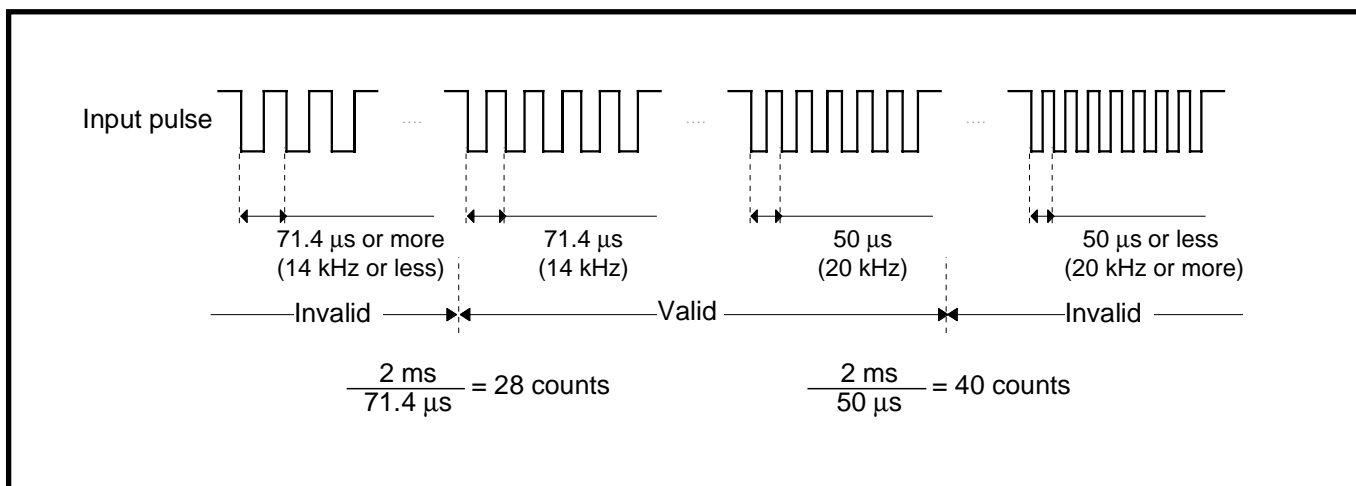 Input pulse
....
....
....
71.4 μs or more
(14 kHz or less)
71.4 μs
(14 kHz)
50 μs
(20 kHz)
50 μs or less
(20 kHz or more)
Invalid
Valid
Invalid
2 ms
71.4 μs
= 28 counts
2 ms
50 μs
= 40 counts